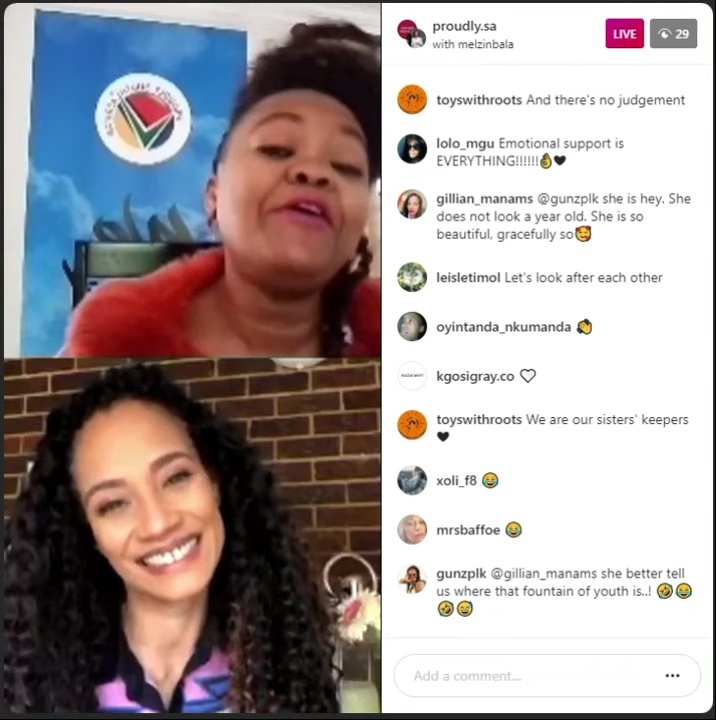 proudly.sa
with melzinbala
LIVE
29
toyswithroots And there's no judgement
lolo_mgu Emotional support is
EVERYTHING!!!!!!👌🏿🖤
gillian_manams @gunzplk she is hey. She
does not look a year old. She is so
beautiful, gracefully so🥰
leisletimol Let's look after each other
oyintanda_nkumanda 👏
kgosigray.co ♡
toyswithroots We are our sisters' keepers
🖤
xoli_f8 😂
mrsbaffoe 😂
gunzplk @gillian_manams she better tell
us where that fountain of youth is..! 🤣😂
🤣😅
Add a comment...